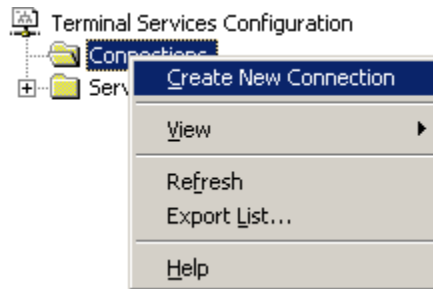 Terminal Services Configuration
Connections
Create New Connection
View
Refresh
Export List...
Help